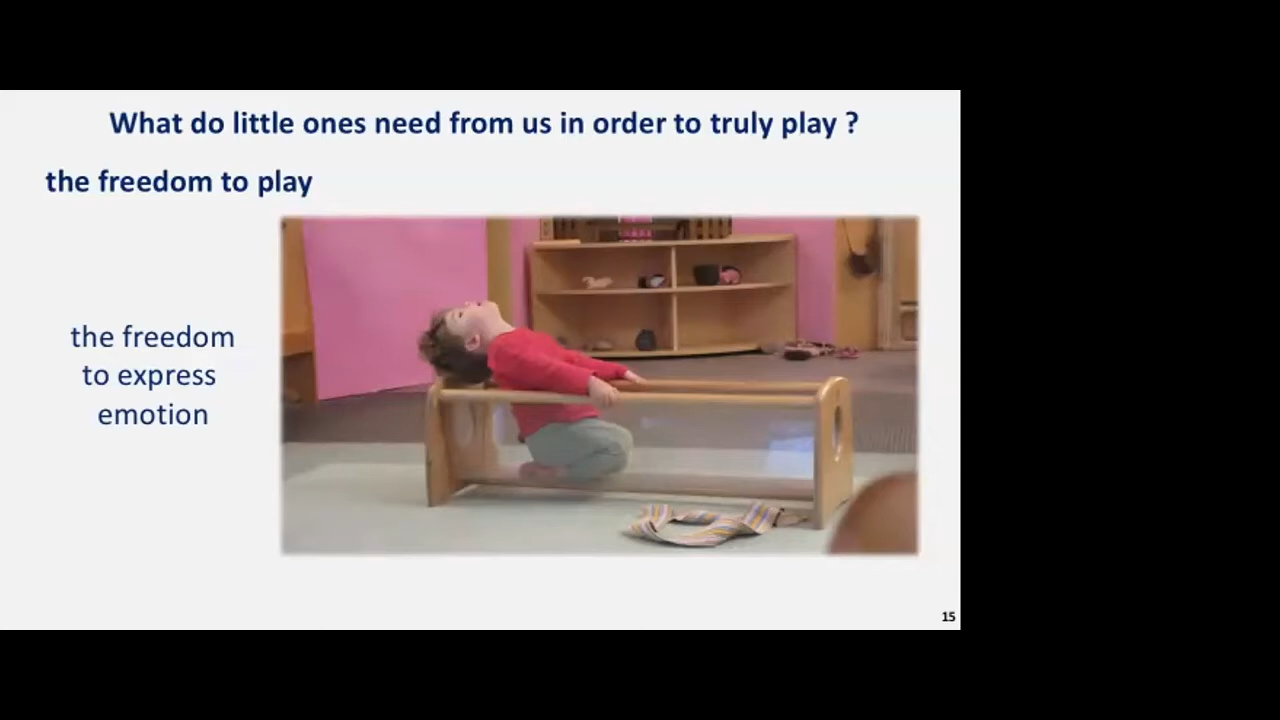 What do little ones need from us in order to truly play ?
the freedom to play
the freedom
to express
emotion
15